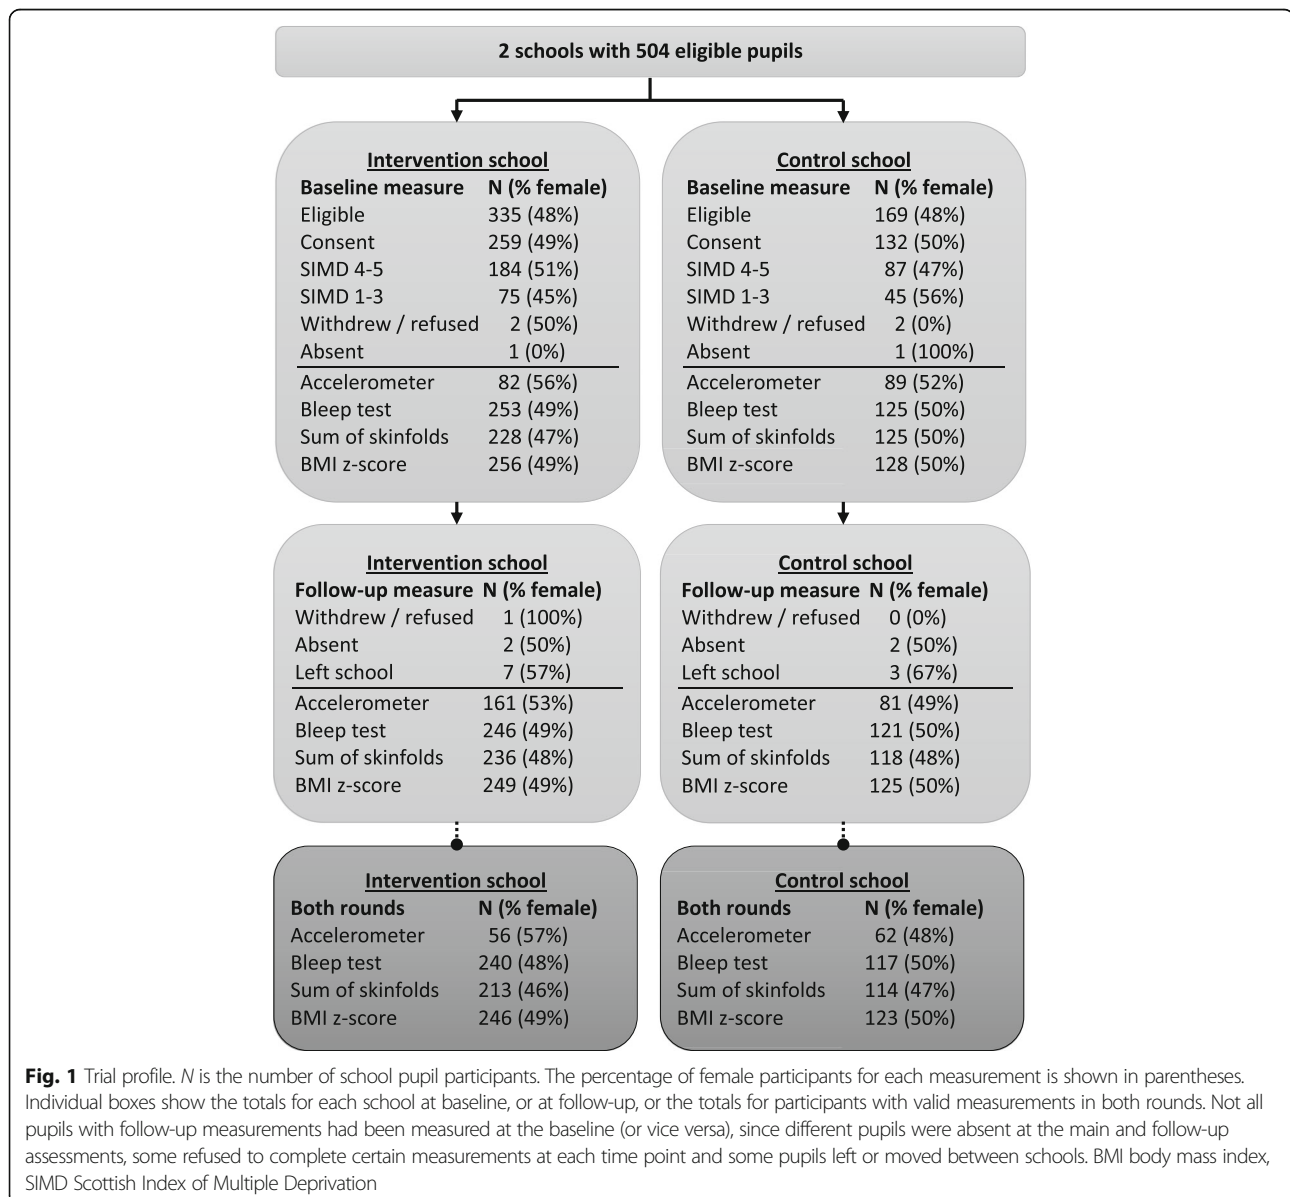 2 schools with 504 eligible pupils
Intervention school
Baseline measure N (% female)
Eligible 335 (48%)
Consent 259 (49%)
SIMD 4-5 184 (51%)
SIMD 1-3 75 (45%)
Withdrew / refused 2 (50%)
Absent 1 (0%)
Accelerometer 82 (56%)
Bleep test 253 (49%)
Sum of skinfolds 228 (47%)
BMI z-score 256 (49%)
Control school
Baseline measure N (% female)
Eligible 169 (48%)
Consent 132 (50%)
SIMD 4-5 87 (47%)
SIMD 1-3 45 (56%)
Withdrew / refused 2 (0%)
Absent 1 (100%)
Accelerometer 89 (52%)
Bleep test 125 (50%)
Sum of skinfolds 125 (50%)
BMI z-score 128 (50%)
Intervention school
Follow-up measure N (% female)
Withdrew / refused 1 (100%)
Absent 2 (50%)
Left school 7 (57%)
Accelerometer 161 (53%)
Bleep test 246 (49%)
Sum of skinfolds 236 (48%)
BMI z-score 249 (49%)
Control school
Follow-up measure N (% female)
Withdrew / refused 0 (0%)
Absent 2 (50%)
Left school 3 (67%)
Accelerometer 81 (49%)
Bleep test 121 (50%)
Sum of skinfolds 118 (48%)
BMI z-score 125 (50%)
Intervention school
Both rounds N (% female)
Accelerometer 56 (57%)
Bleep test 240 (48%)
Sum of skinfolds 213 (46%)
BMI z-score 246 (49%)
Control school
Both rounds N (% female)
Accelerometer 62 (48%)
Bleep test 117 (50%)
Sum of skinfolds 114 (47%)
BMI z-score 123 (50%)
Fig. 1 Trial profile. N is the number of school pupil participants. The percentage of female participants for each measurement is shown in parentheses.
Individual boxes show the totals for each school at baseline, or at follow-up, or the totals for participants with valid measurements in both rounds. Not all
pupils with follow-up measurements had been measured at the baseline (or vice versa), since different pupils were absent at the main and follow-up
assessments, some refused to complete certain measurements at each time point and some pupils left or moved between schools. BMI body mass index,
SIMD Scottish Index of Multiple Deprivation